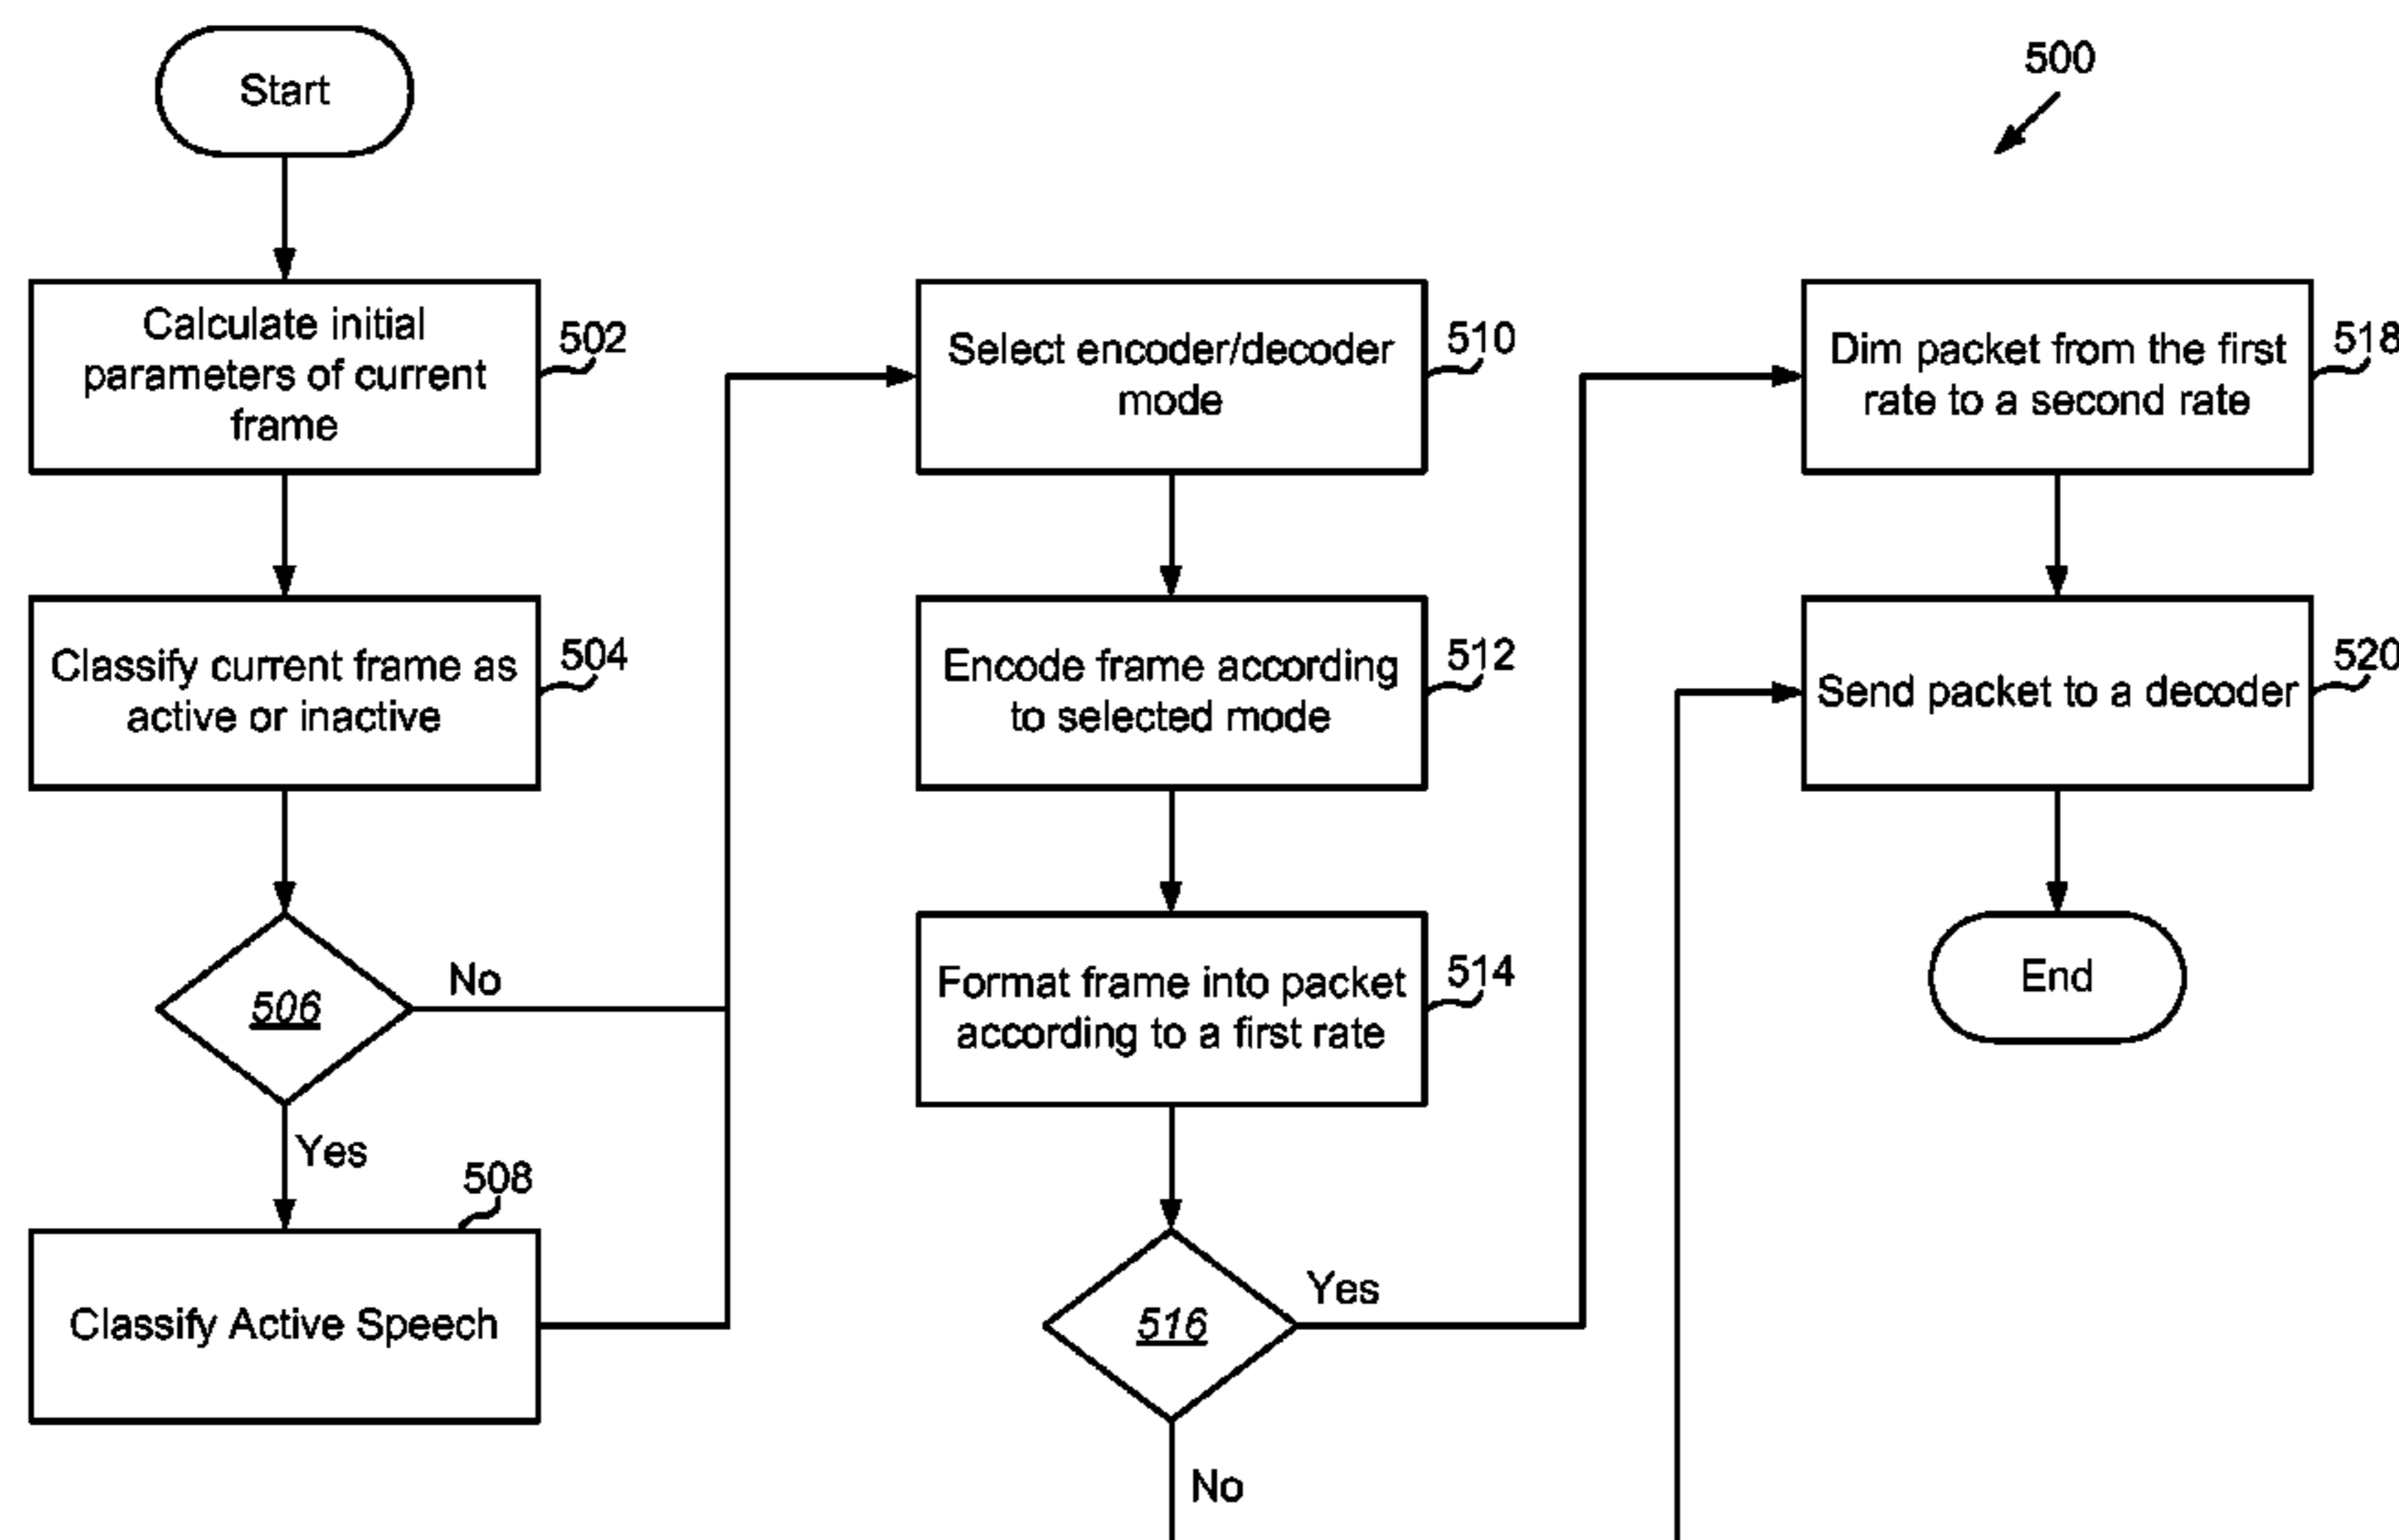 Start
500
Calculate initial
parameters of current
frame
502
Classify current frame as
active or inactive
504
506
No
Yes
508
Classify Active Speech
Select encoder/decoder
mode
510
Encode frame according
to selected mode
512
Format frame into packet
according to a first rate
514
516
Yes
No
Dim packet from the first
rate to a second rate
518
Send packet to a decoder
520
End